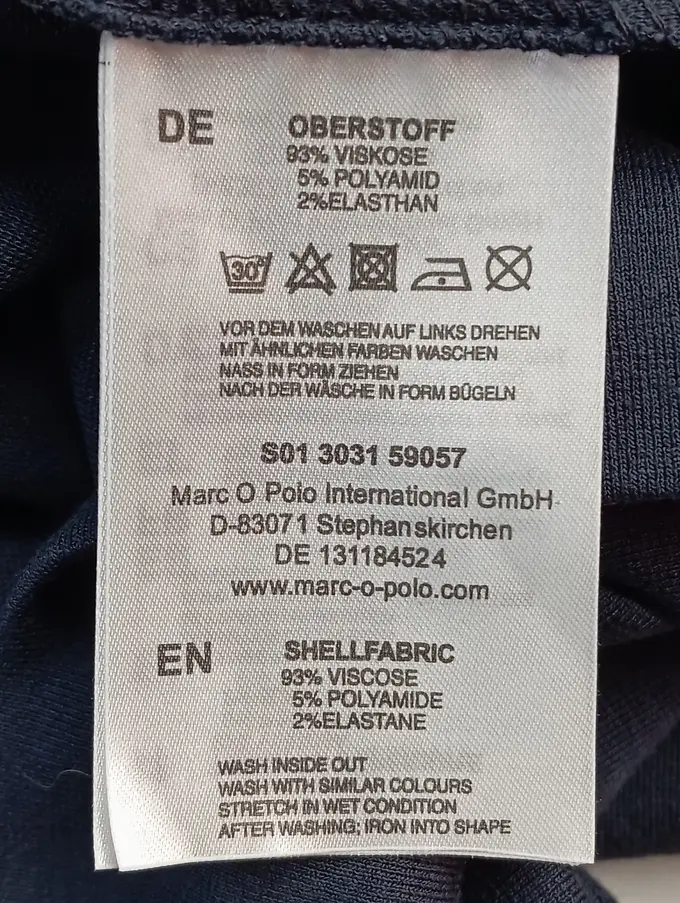 DE OBERSTOFF
93% VISKOSE
5% POLYAMID
2%ELASTHAN
30°
VOR DEM WASCHEN AUF LINKS DREHEN
MIT ÄHNLICHEN FARBEN WASCHEN
NASS IN FORM ZIEHEN
NACH DER WÄSCHE IN FORM BÜGELN
S01 3031 59057
Marc O Polo International GmbH
D-83071 Stephanskirchen
DE 131184524
www.marc-o-polo.com
EN SHELLFABRIC
93% VISCOSE
5% POLYAMIDE
2%ELASTANE
WASH INSIDE OUT
WASH WITH SIMILAR COLOURS
STRETCH IN WET CONDITION
AFTER WASHING; IRON INTO SHAPE